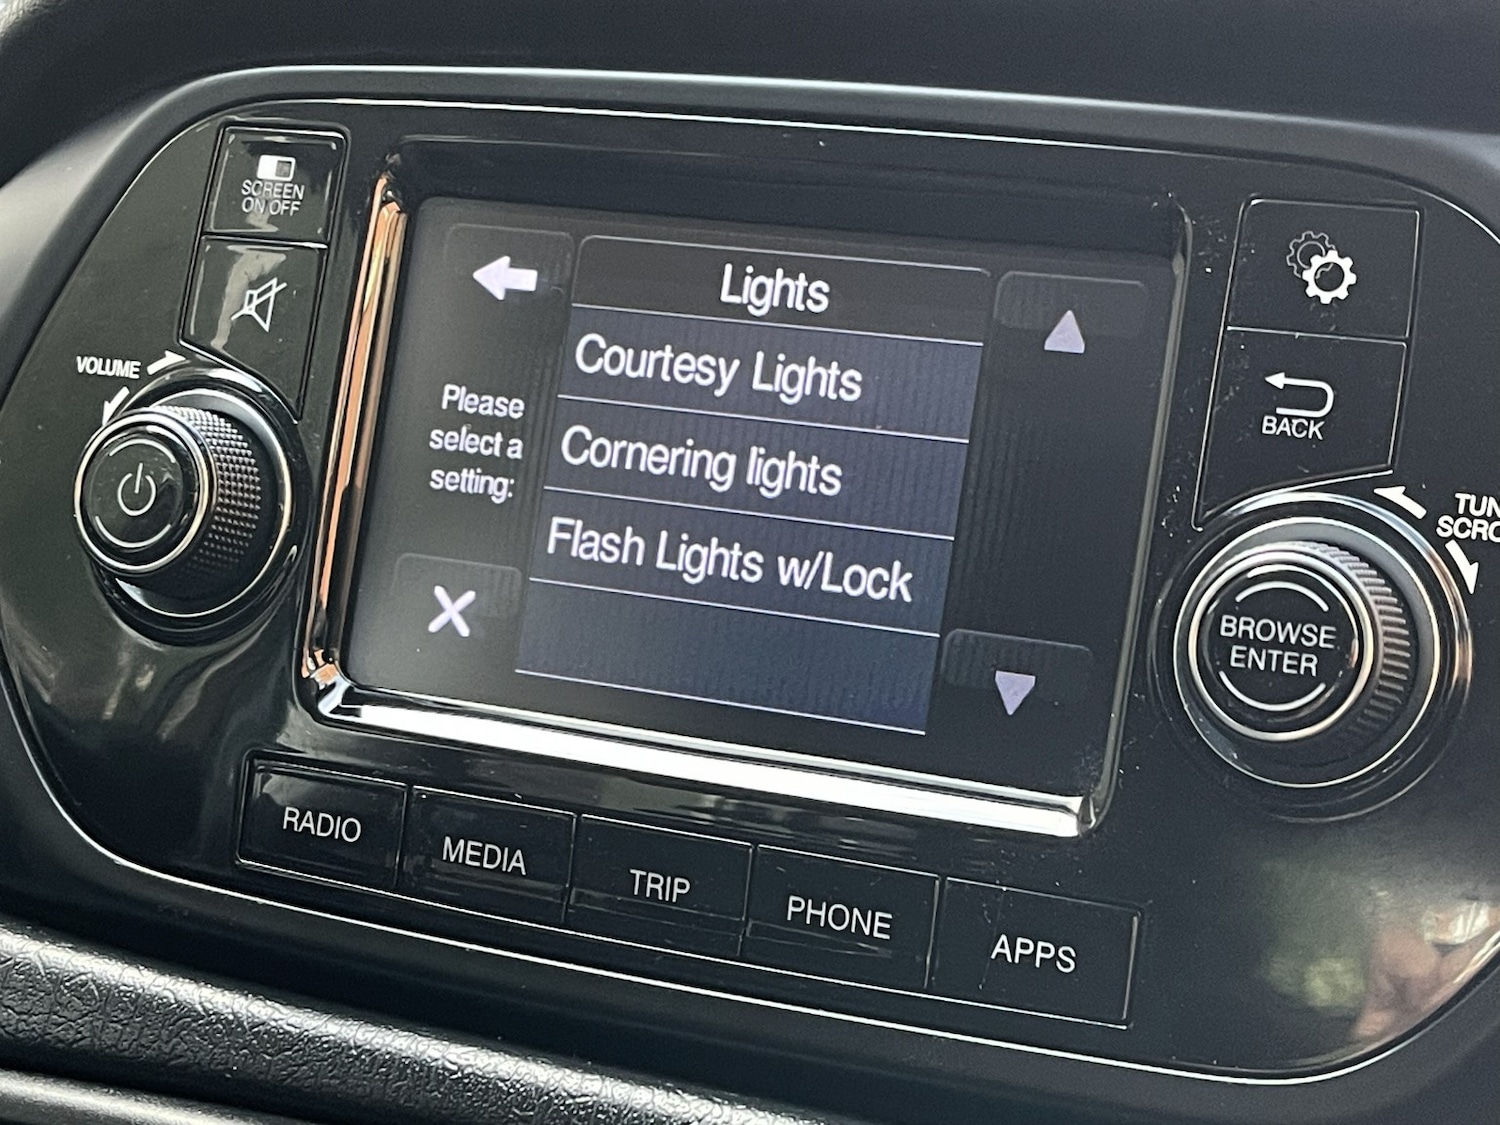 SCREEN
ON OFF
VOLUME
Lights
Courtesy Lights
Cornering lights
Flash Lights w/Lock
Please
select a
setting:
BACK
BROWSE
ENTER
RADIO
MEDIA
TRIP
PHONE
APPS